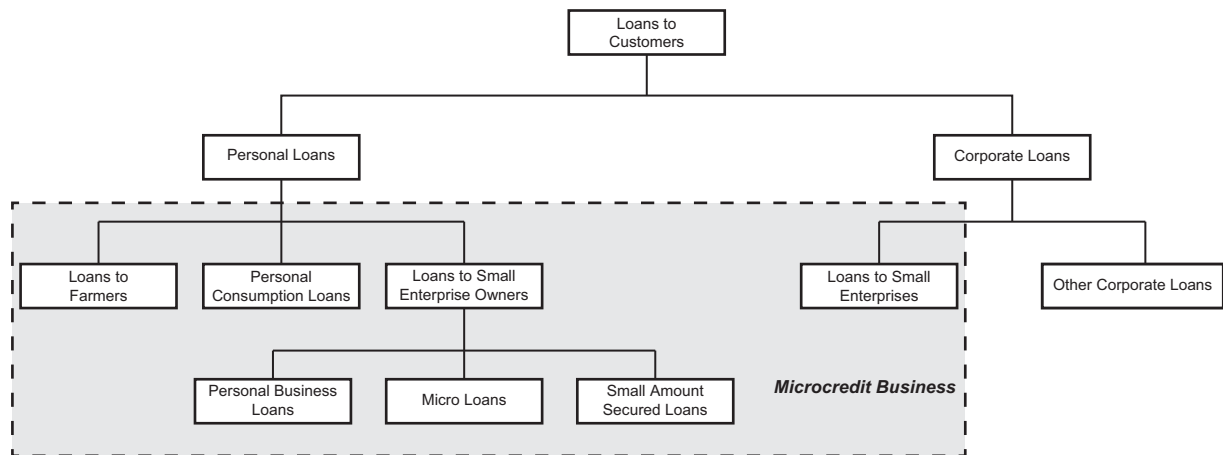 Loans to
Customers
Personal Loans
Corporate Loans
Loans to
Farmers
Personal
Consumption Loans
Loans to Small
Enterprise Owners
Loans to Small
Enterprises
Other Corporate Loans
Personal Business
Loans
Micro Loans
Small Amount
Secured Loans
Microcredit Business